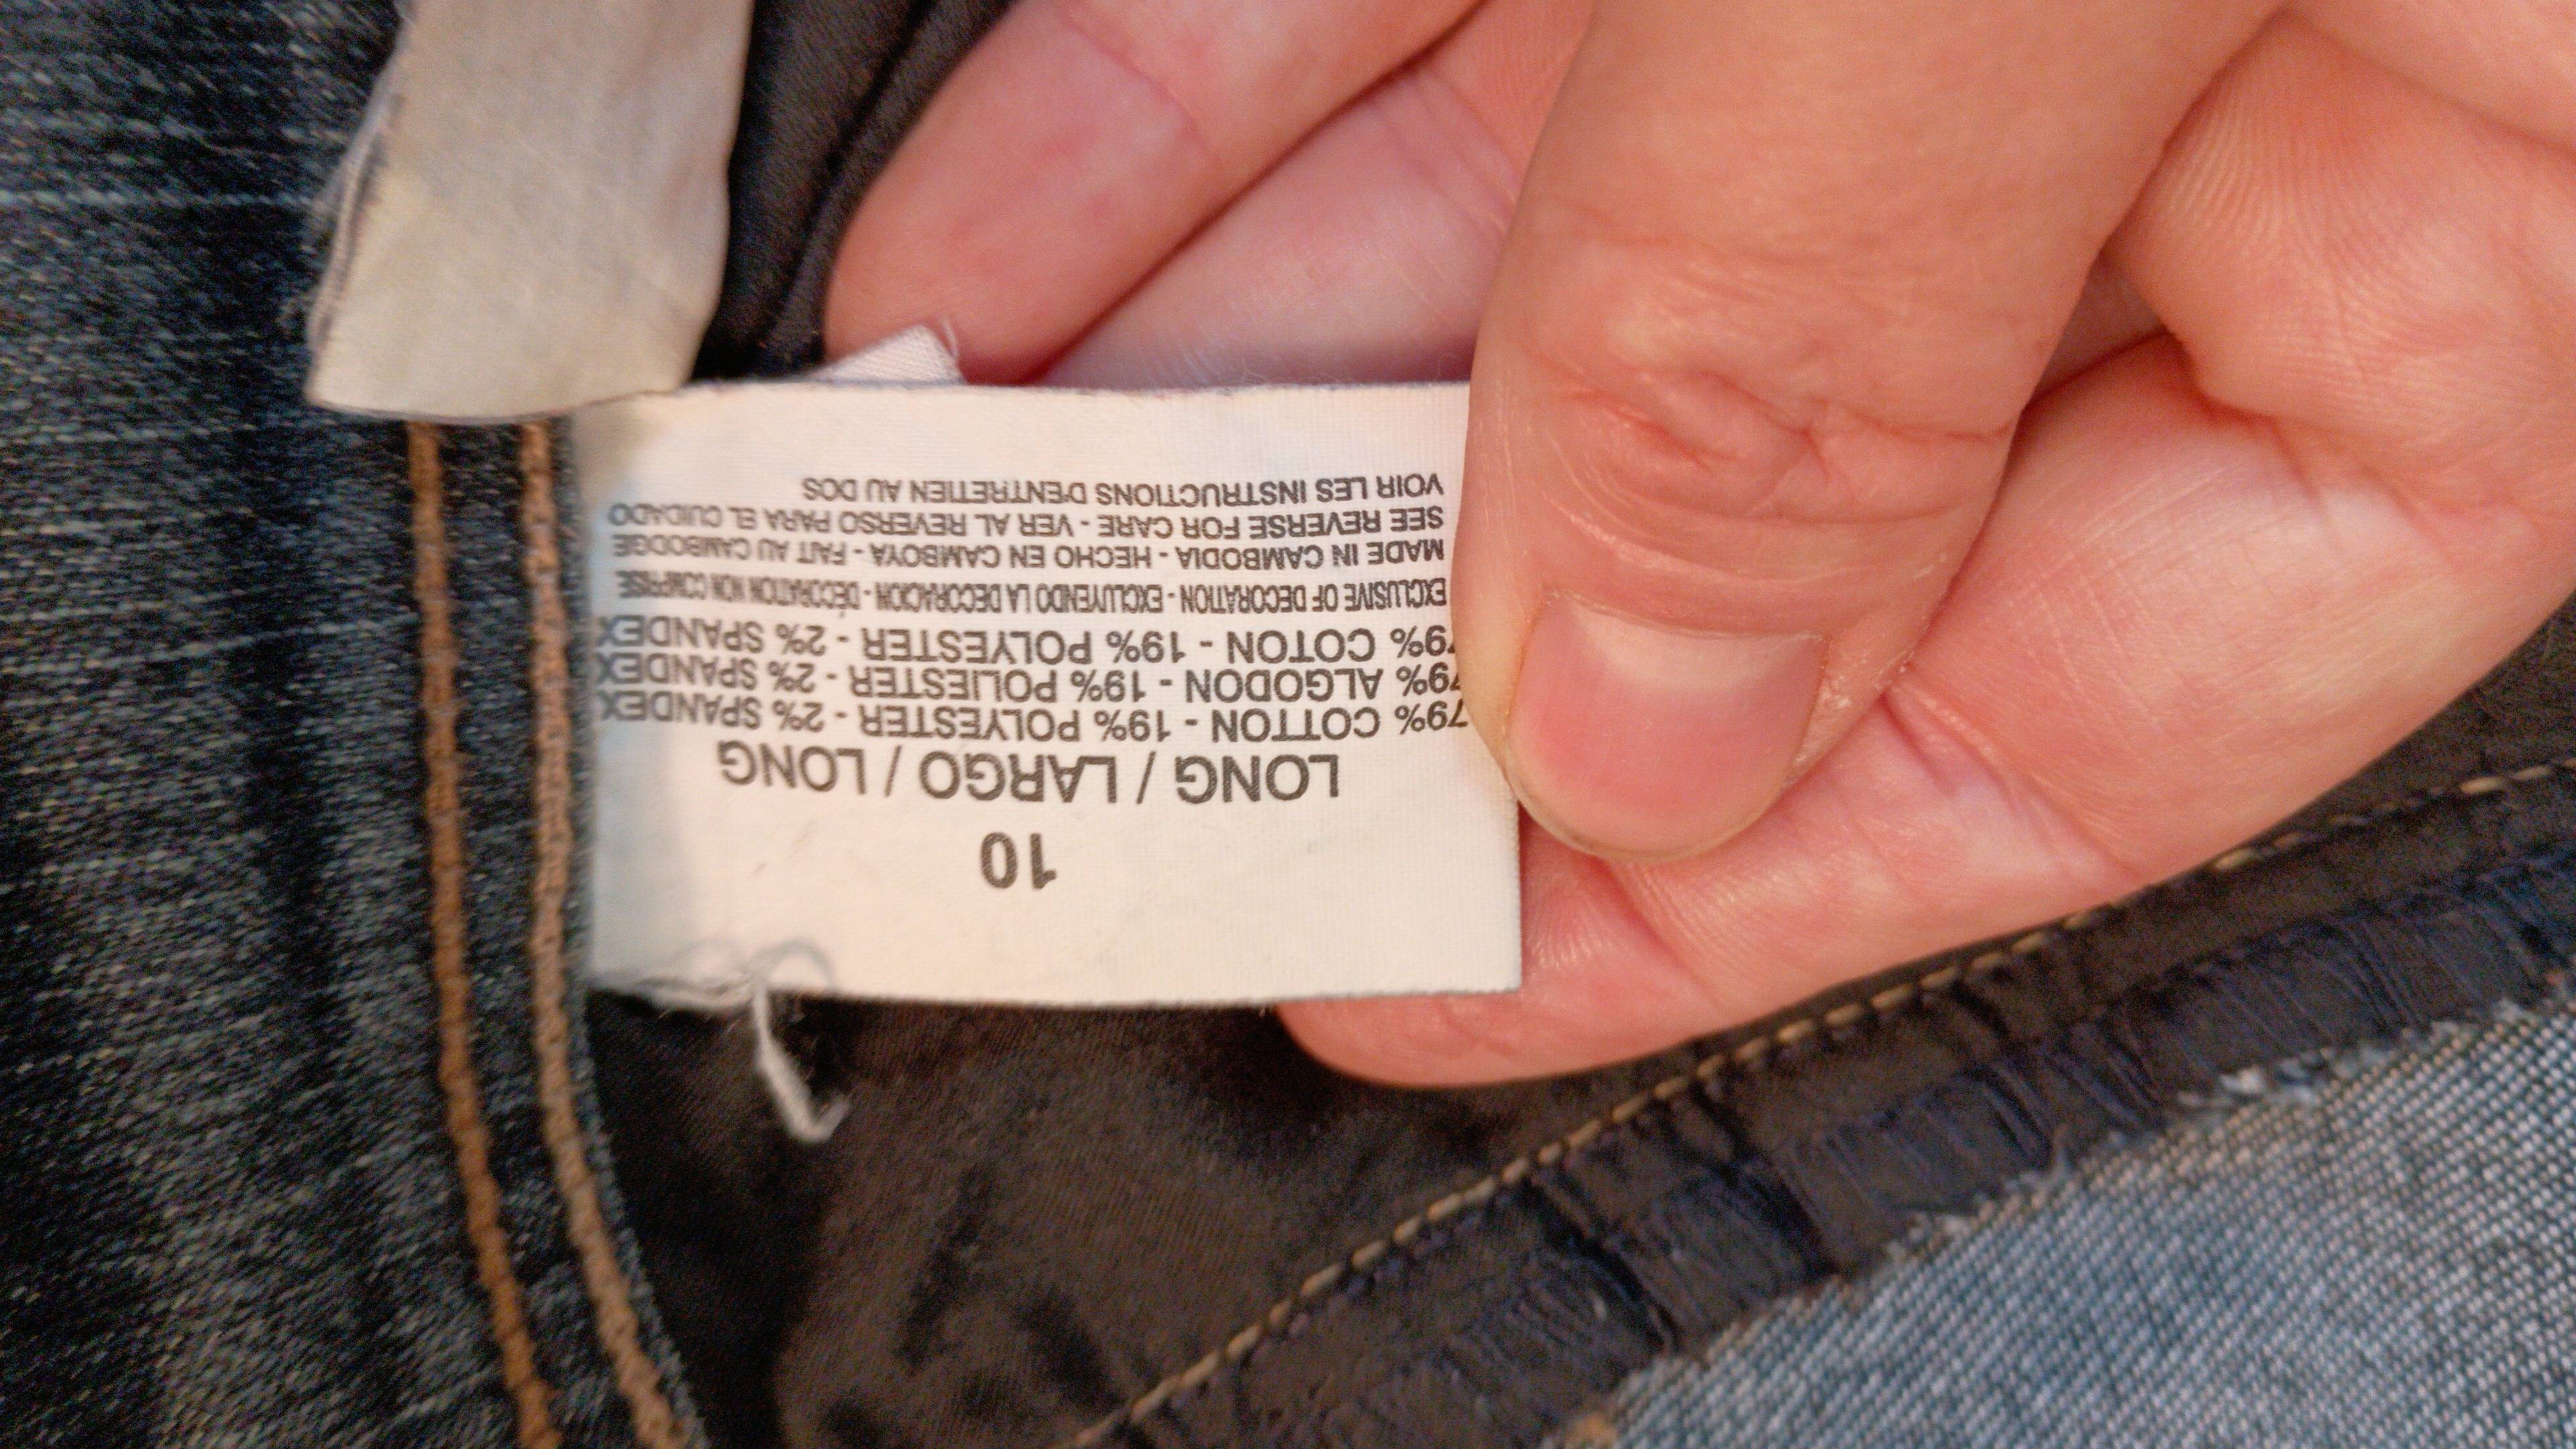 10
LONG / LARGO / LONG
79% COTTON - 19% POLYESTER - 2% SPANDEX
79% ALGODON - 19% POLIESTER - 2% SPANDEX
79% COTON - 19% POLYESTER - 2% SPANDEX
EXCLUSIVE OF DECORATION - EXCLUYENDO LA DECORACION - DÉCORATION NON COMPRISE
MADE IN CAMBODIA - HECHO EN CAMBOYA - FAIT AU CAMBODGE
SEE REVERSE FOR CARE - VER AL REVERSO PARA EL CUIDADO
VOIR LES INSTRUCTIONS D'ENTRETIEN AU DOS